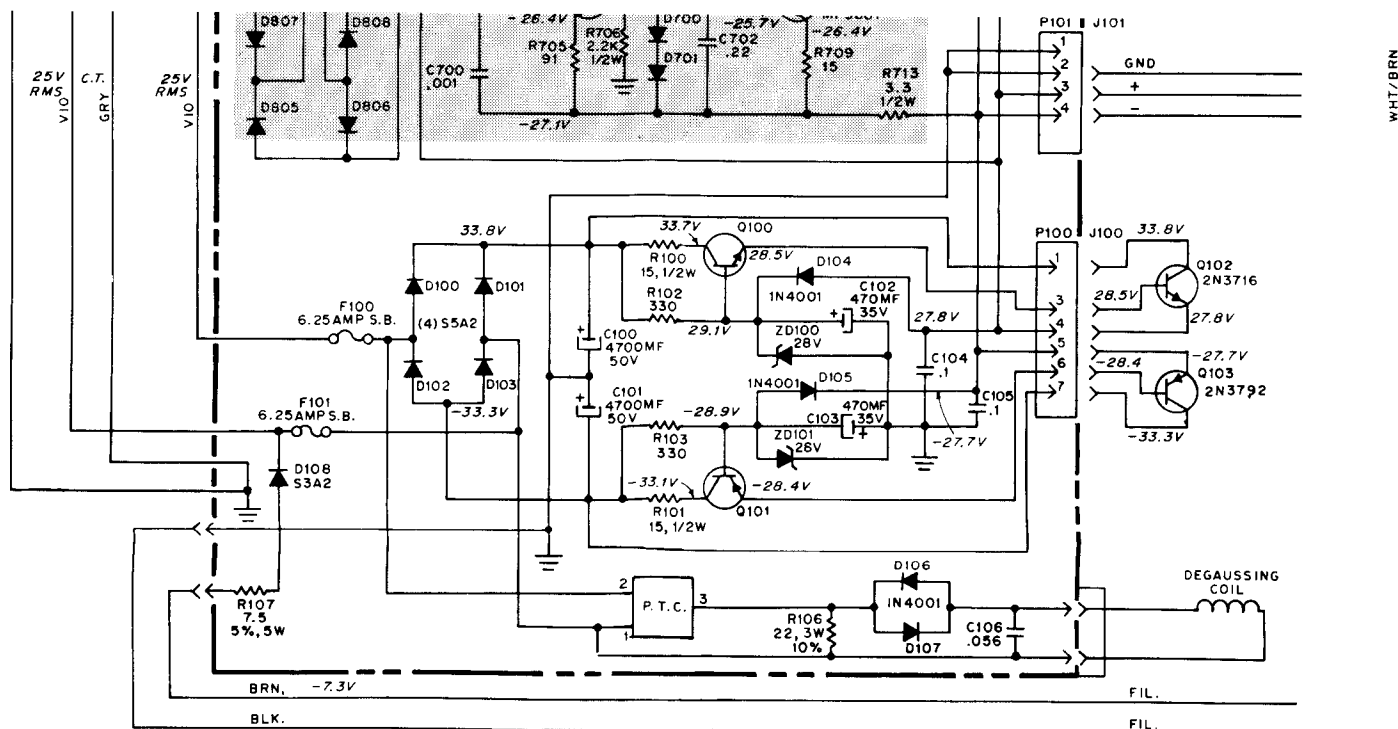 D807
D808
-26.4V
R706
2.2K
1/2W
D700
-25.7V
-26.4V
P101
J101
R705
91
C702
.22
R709
15
1
25V
RMS
C.T.
25V
RMS
C700
.001
D701
R713
3.3
1/2W
2
GND
3
+
4
-
VIO
GRY
VIO
D805
D806
-27.1V
WHT/BRN
33.8V
33.7V
Q100
P100
J100
33.8V
R100
15, 1/2W
28.5V
D104
1
Q102
2N3716
D100
D101
1N4001
C102
470MF
35V
F100
6.25AMP S.B.
(4) S5A2
R102
330
+
3
28.5V
27.8V
4
27.8V
+
C100
4700MF
50V
29.1V
ZD100
28V
5
-27.7V
C104
.1
6
-28.4
Q103
2N3792
D102
D103
1N4001
D105
7
F101
6.25AMP S.B.
-33.3V
+
C101
4700MF
50V
-28.9V
470MF
35V
C103
+
C105
.1
-27.7V
-33.3V
R103
330
ZD101
28V
D108
S3A2
-33.1V
-28.4V
R101
15, 1/2W
Q101
D106
DEGAUSSING
COIL
2
P.T.C.
3
1N4001
R107
7.5
5%, 5W
1
R106
22, 3W
10%
D107
C106
.056
BRN,
-7.3V
FIL.
BLK.
FIL.